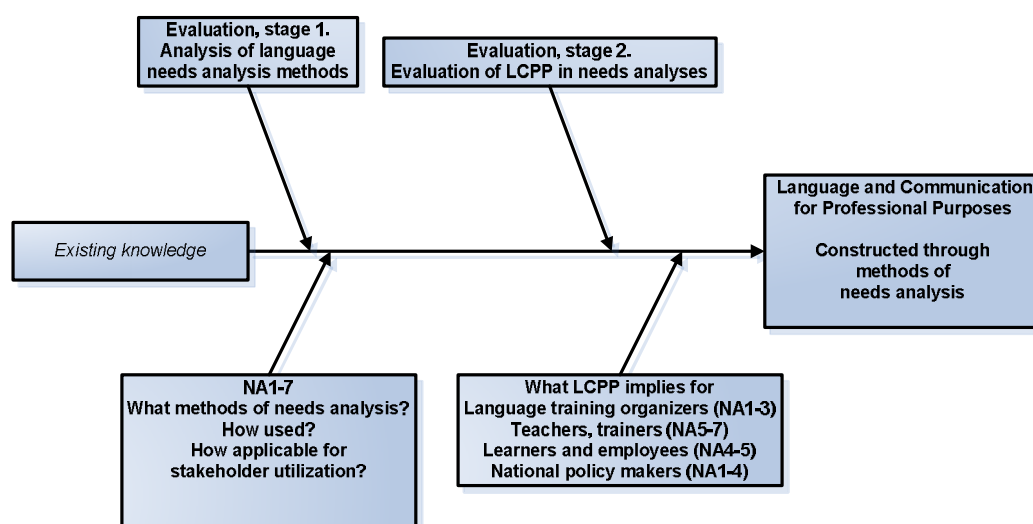 Evaluation, stage 1.
Analysis of language
needs analysis methods
Evaluation, stage 2.
Evaluation of LCPP in needs analyses
Existing knowledge
Language and Communication
for Professional Purposes
Constructed through
methods of
needs analysis
NA1-7
What methods of needs analysis?
How used?
How applicable for
stakeholder utilization?
What LCPP implies for
Language training organizers (NA1-3)
Teachers, trainers (NA5-7)
Learners and employees (NA4-5)
National policy makers (NA1-4)